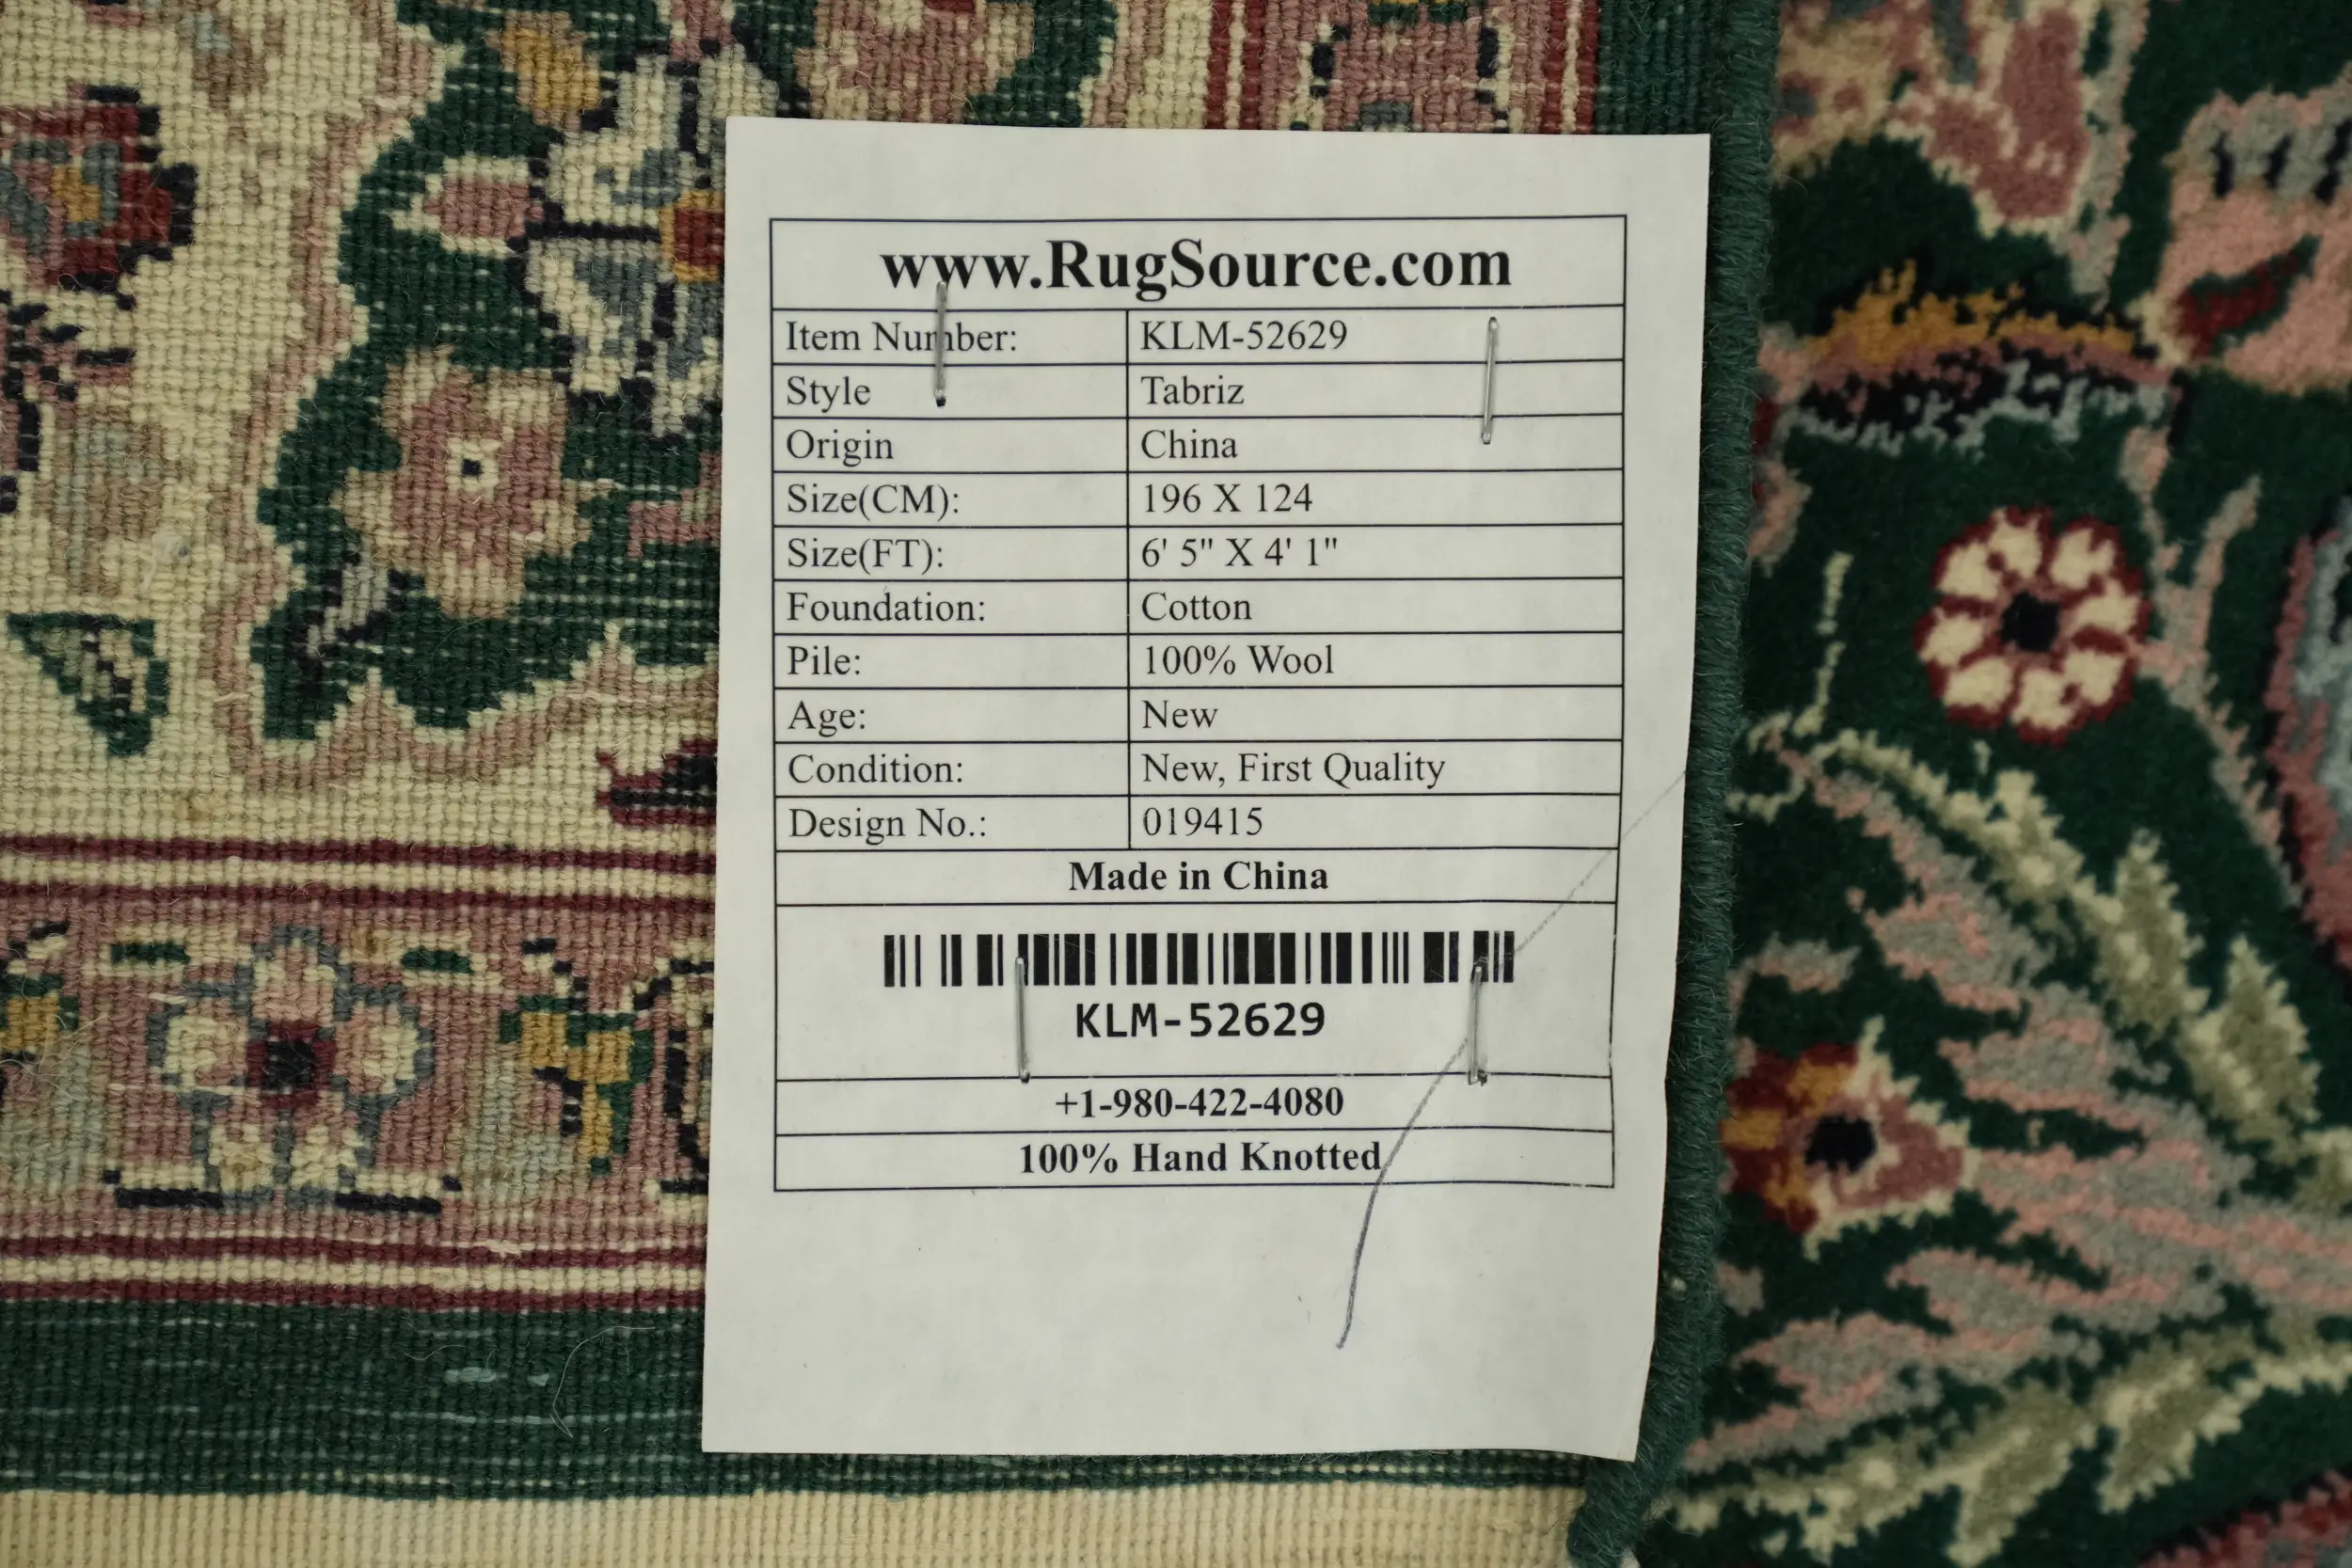 www.RugSource.com
Item Number: KLM-52629
Style Tabriz
Origin China
Size(CM): 196 X 124
Size(FT): 6' 5" X 4' 1"
Foundation: Cotton
Pile: 100% Wool
Age: New
Condition: New, First Quality
Design No.: 019415
Made in China
KLM-52629
+1-980-422-4080
100% Hand Knotted